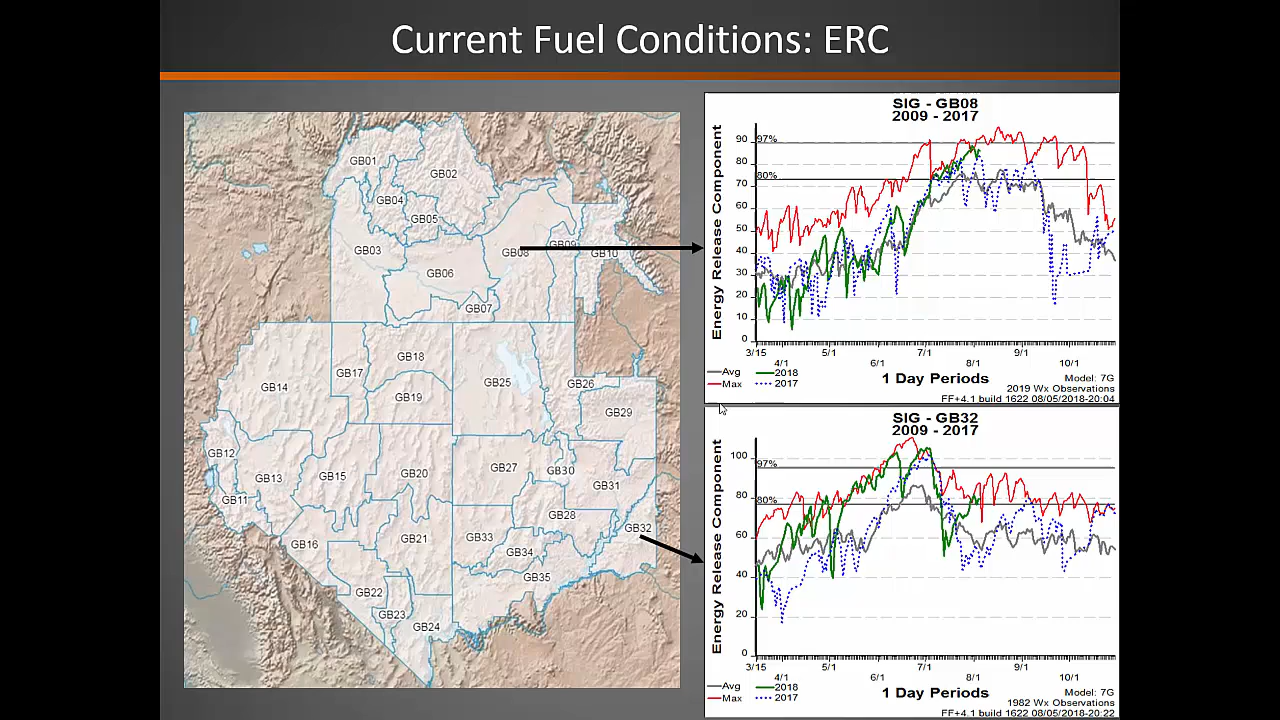 Current Fuel Conditions: ERC
GB01
GB02
GB04
GB05
GB03
GB08
GB09
GB10
GB06
GB07
GB18
GB17
GB14
GB25
GB26
GB19
GB29
GB12
GB13
GB15
GB20
GB27
GB30
GB31
GB11
GB28
GB32
GB16
GB21
GB33
GB34
GB35
GB22
GB23
GB24
SIG - GB08
2009 - 2017
Energy Release Component
90
80
70
60
50
40
30
20
10
0
97%
80%
3/15
5/1
7/1
9/1
4/1
6/1
8/1
10/1
Avg
2018
Max
2017
1 Day Periods
Model: 7G
2019 Wx Observations
FF+4.1 build 1622 08/05/2018-20:04
SIG - GB32
2009 - 2017
Energy Release Component
100
80
60
40
20
0
97%
80%
3/15
5/1
7/1
9/1
4/1
6/1
8/1
10/1
Avg
2018
Max
2017
1 Day Periods
Model: 7G
1982 Wx Observations
FF+4.1 build 1622 08/05/2018-20:22